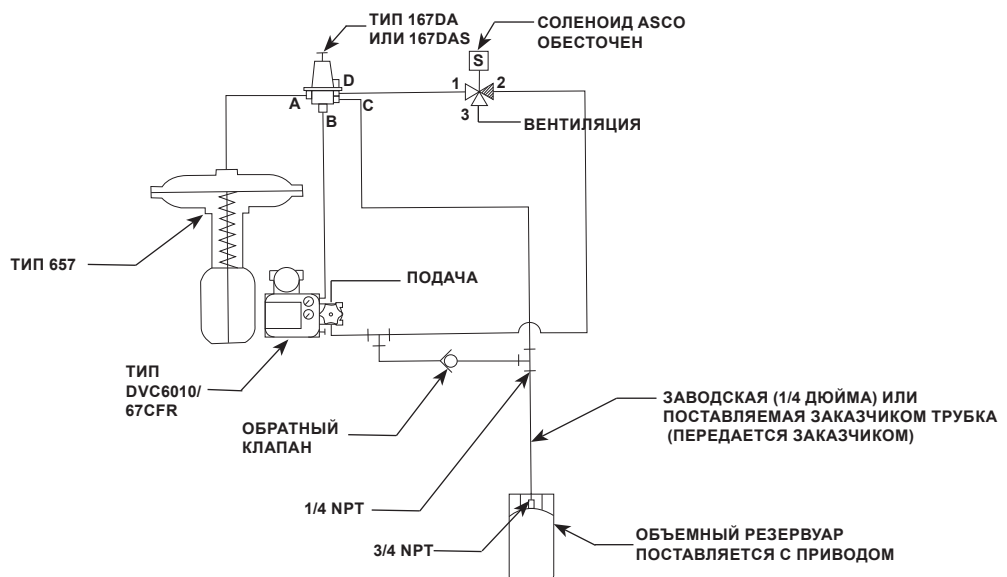 ТИП 167DA
ИЛИ 167DAS
СОЛЕНОИД ASCO
ОБЕСТОЧЕН
S
D
1
2
A
C
B
3
ВЕНТИЛЯЦИЯ
ТИП 657
ПОДАЧА
ТИП
DVC6010/
67CFR
ОБРАТНЫЙ
КЛАПАН
ЗАВОДСКАЯ (1/4 ДЮЙМА) ИЛИ
ПОСТАВЛЯЕМАЯ ЗАКАЗЧИКОМ ТРУБКА
(ПЕРЕДАЕТСЯ ЗАКАЗЧИКОМ)
1/4 NPT
ОБЪЕМНЫЙ РЕЗЕРВУАР
ПОСТАВЛЯЕТСЯ С ПРИВОДОМ
3/4 NPT